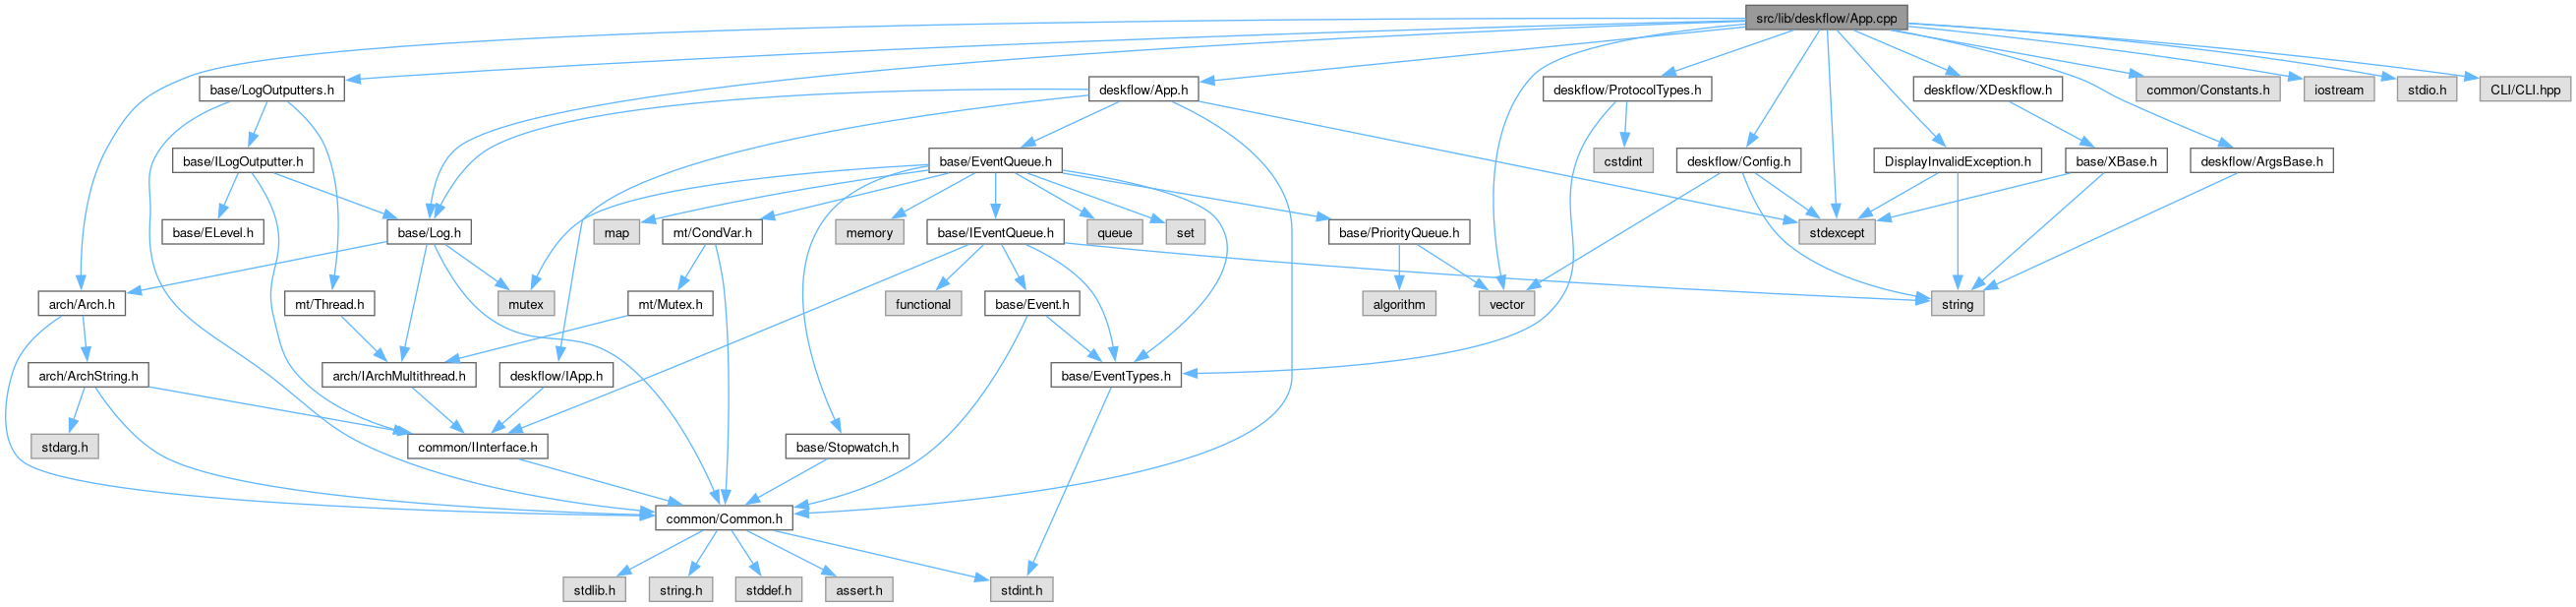 src/lib/deskflow/App.cpp
base/LogOutputters.h
deskflow/App.h
deskflow/ProtocolTypes.h
deskflow/XDeskflow.h
common/Constants.h
iostream
stdio.h
CLI/CLI.hpp
base/ILogOutputter.h
base/EventQueue.h
cstdint
deskflow/Config.h
DisplayInvalidException.h
base/XBase.h
deskflow/ArgsBase.h
base/ELevel.h
base/Log.h
map
mt/CondVar.h
memory
base/IEventQueue.h
queue
set
base/PriorityQueue.h
stdexcept
arch/Arch.h
mt/Thread.h
mutex
mt/Mutex.h
functional
base/Event.h
algorithm
vector
string
arch/ArchString.h
arch/IArchMultithread.h
deskflow/IApp.h
base/EventTypes.h
stdarg.h
common/IInterface.h
base/Stopwatch.h
common/Common.h
stdlib.h
string.h
stddef.h
assert.h
stdint.h